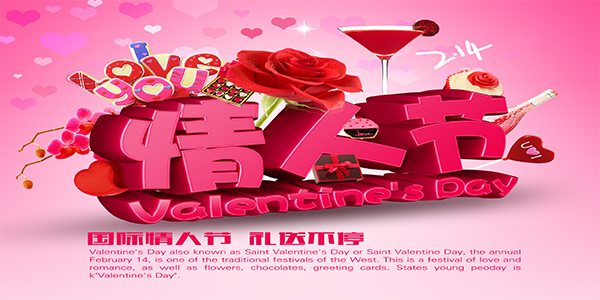 Love
you
2.14
情人节
Valentine's Day
国际情人节 礼送不停
Valentine's Day also known as Saint Valentine's Day or Saint Valentine Day, the annual
February 14, is one of the traditional festivals of the West. This is a festival of love and
romance, as well as flowers, chocolates, greeting cards. States young peoday is
k"Valentine's Day".